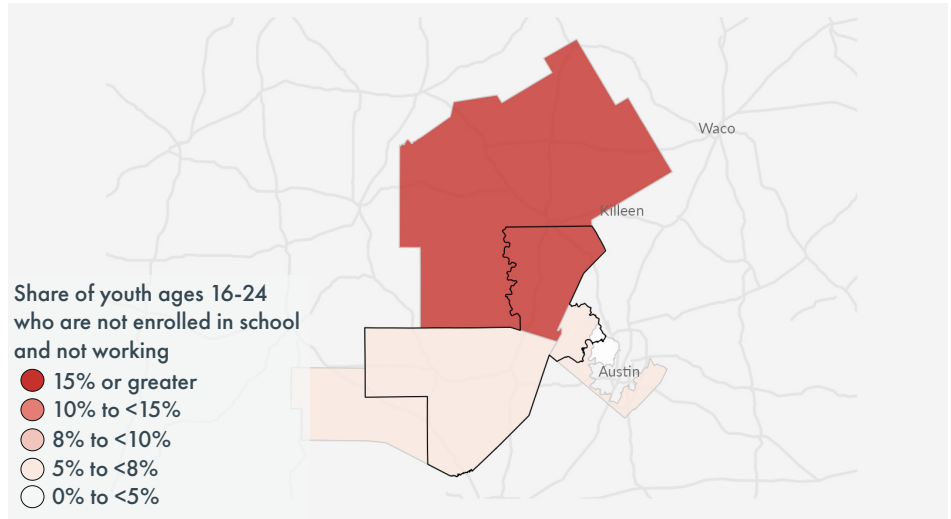 Waco
Killeen
Share of youth ages 16-24
who are not enrolled in school
and not working
15% or greater
10% to <15%
8% to <10%
5% to <8%
0% to <5%
Austin